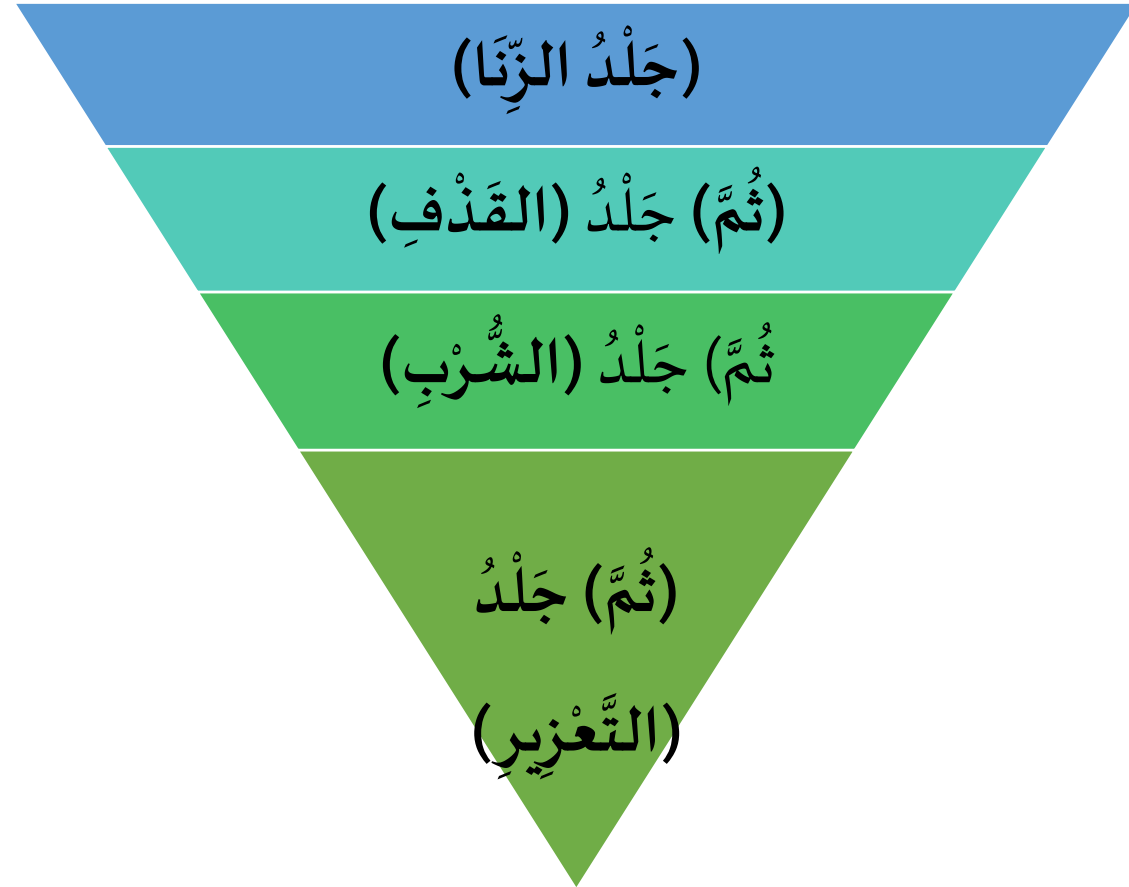 (جَلْدُ الزِّنَا)
(ثُمَّ) جَلْدُ (القَذْفِ)
ثُمَّ) جَلْدُ (الشُّرْبِ)
(ثُمَّ) جَلْدُ
(التَّعْزِيرِ)